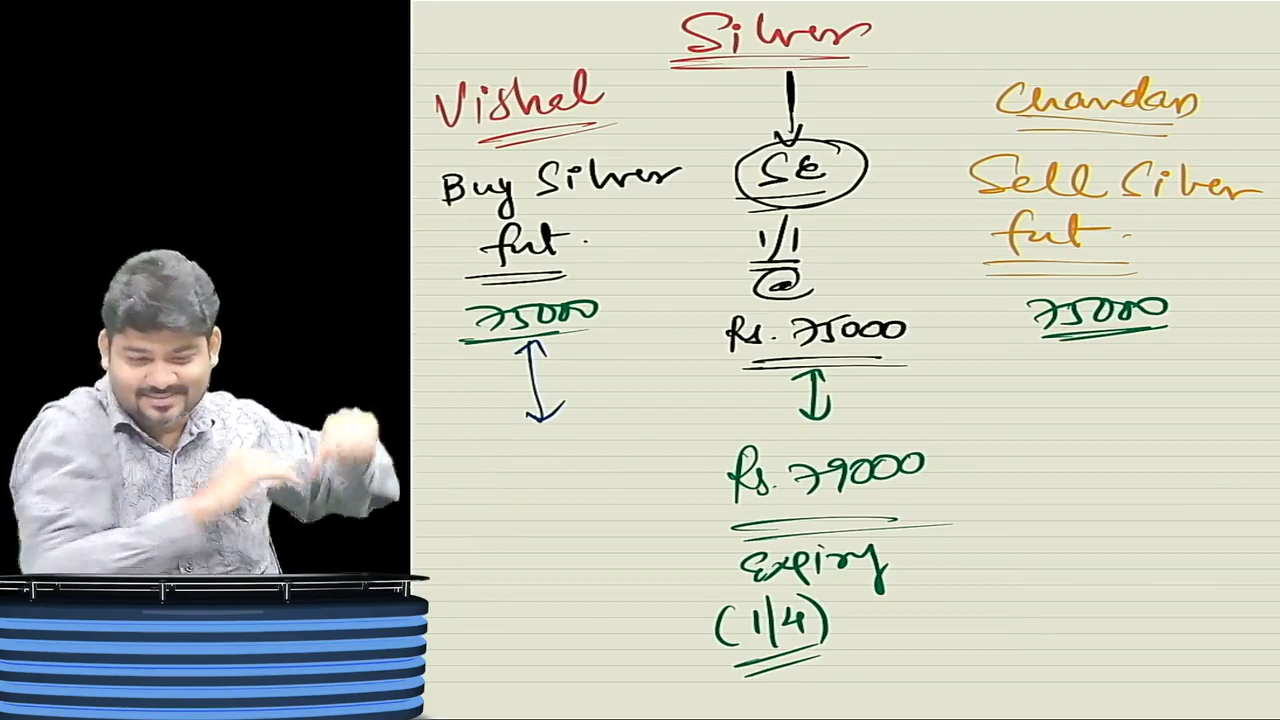 Silver
Vishal
Buy Silver
fut.
75000
SE
1/1
@
Rs. 75000
Rs. 79000
Expiry
(1/4)
Chandan
Sell Silver
fut.
75000